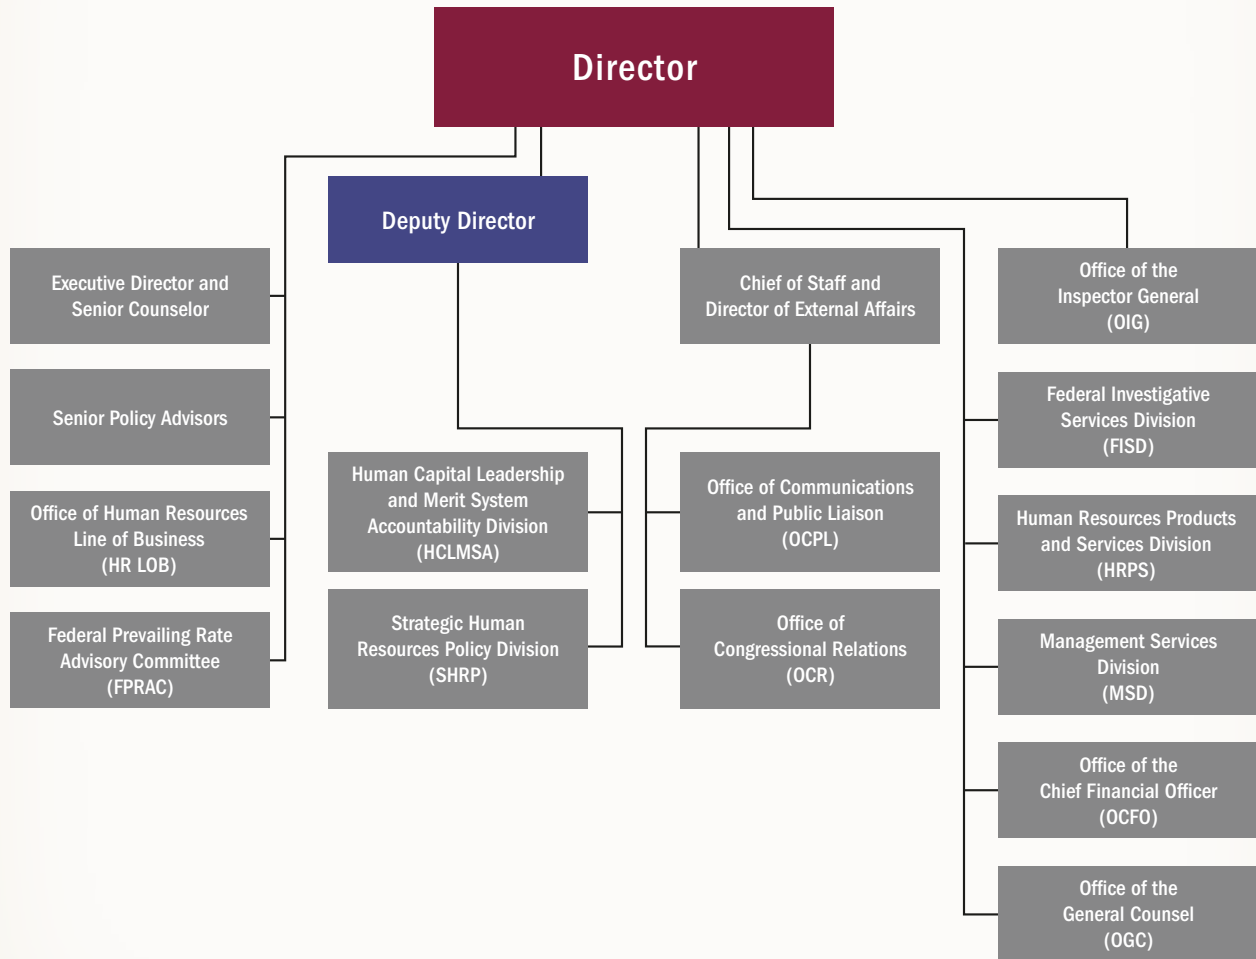 Director
Deputy Director
Executive Director and
Senior Counselor
Senior Policy Advisors
Office of Human Resources
Line of Business
(HR LOB)
Federal Prevailing Rate
Advisory Committee
(FPRAC)
Human Capital Leadership
and Merit System
Accountability Division
(HCLMSA)
Strategic Human
Resources Policy Division
(SHRP)
Chief of Staff and
Director of External Affairs
Office of Communications
and Public Liaison
(OCPL)
Office of
Congressional Relations
(OCR)
Office of the
Inspector General
(OIG)
Federal Investigative
Services Division
(FISD)
Human Resources Products
and Services Division
(HRPS)
Management Services
Division
(MSD)
Office of the
Chief Financial Officer
(OCFO)
Office of the
General Counsel
(OGC)